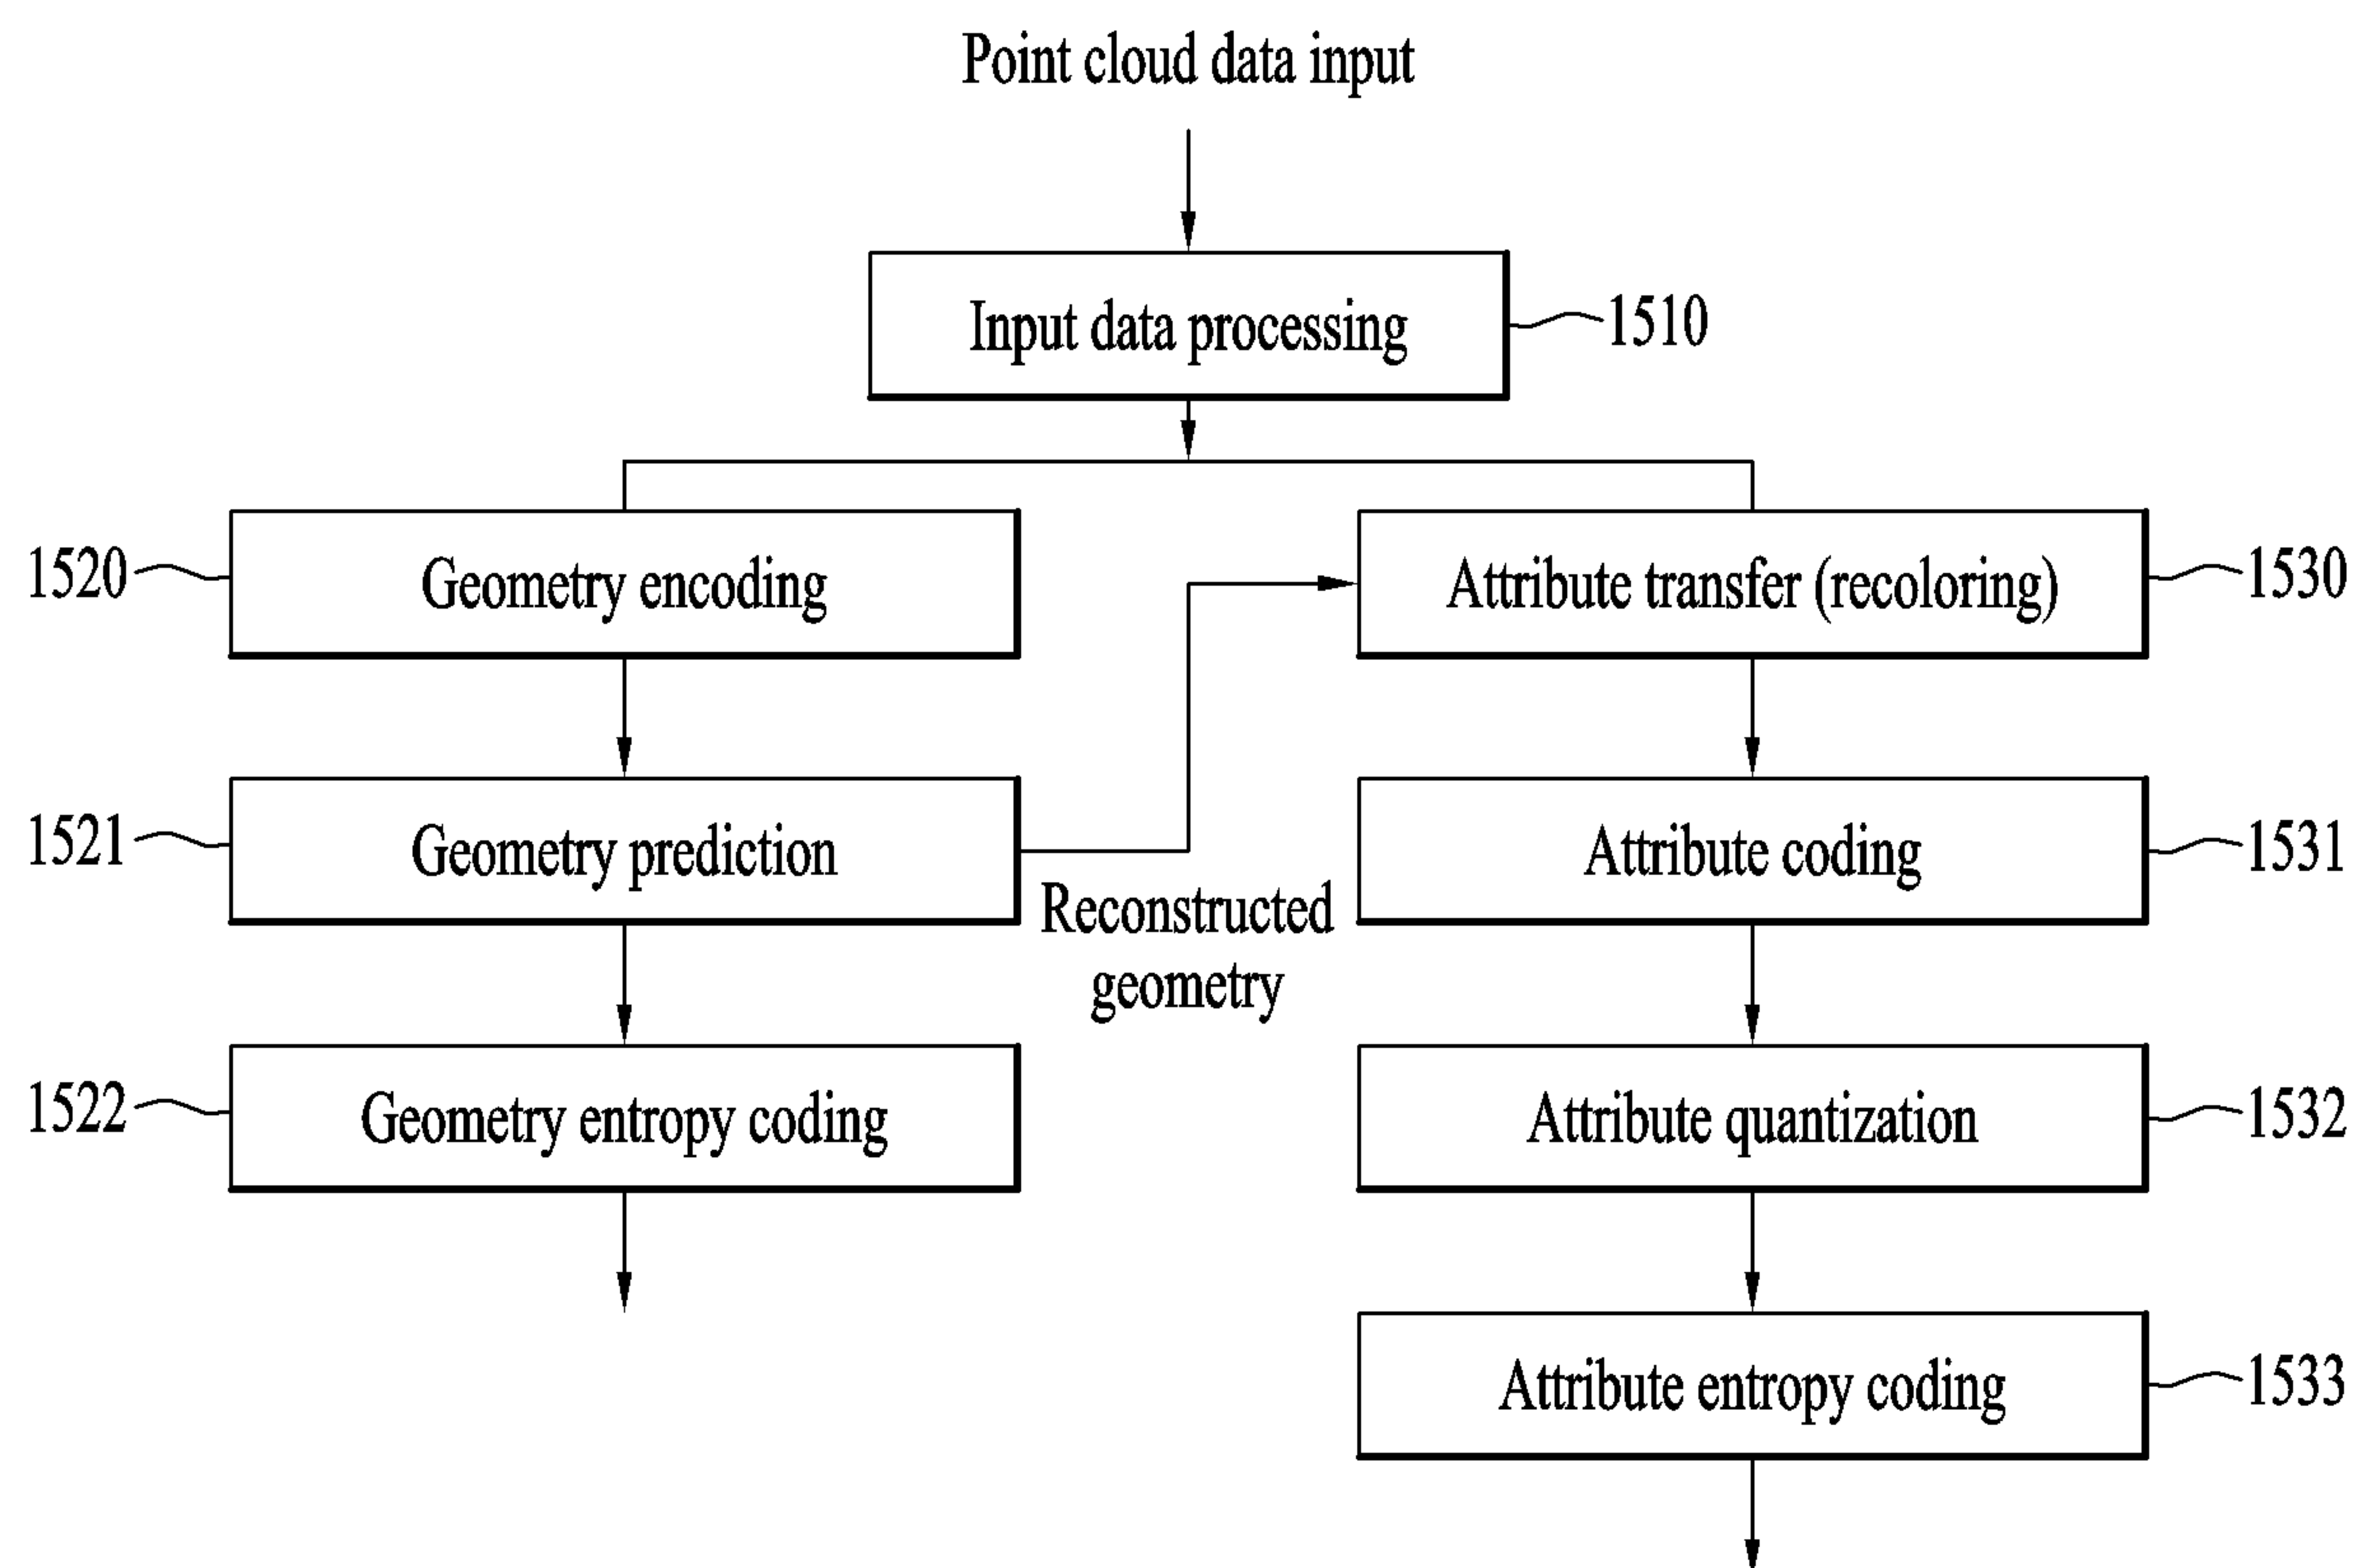 Point cloud data input
Input data processing
1510
1520
Geometry encoding
Attribute transfer (recoloring)
1530
1521
Geometry prediction
Attribute coding
1531
Reconstructed
geometry
1522
Geometry entropy coding
Attribute quantization
1532
Attribute entropy coding
1533